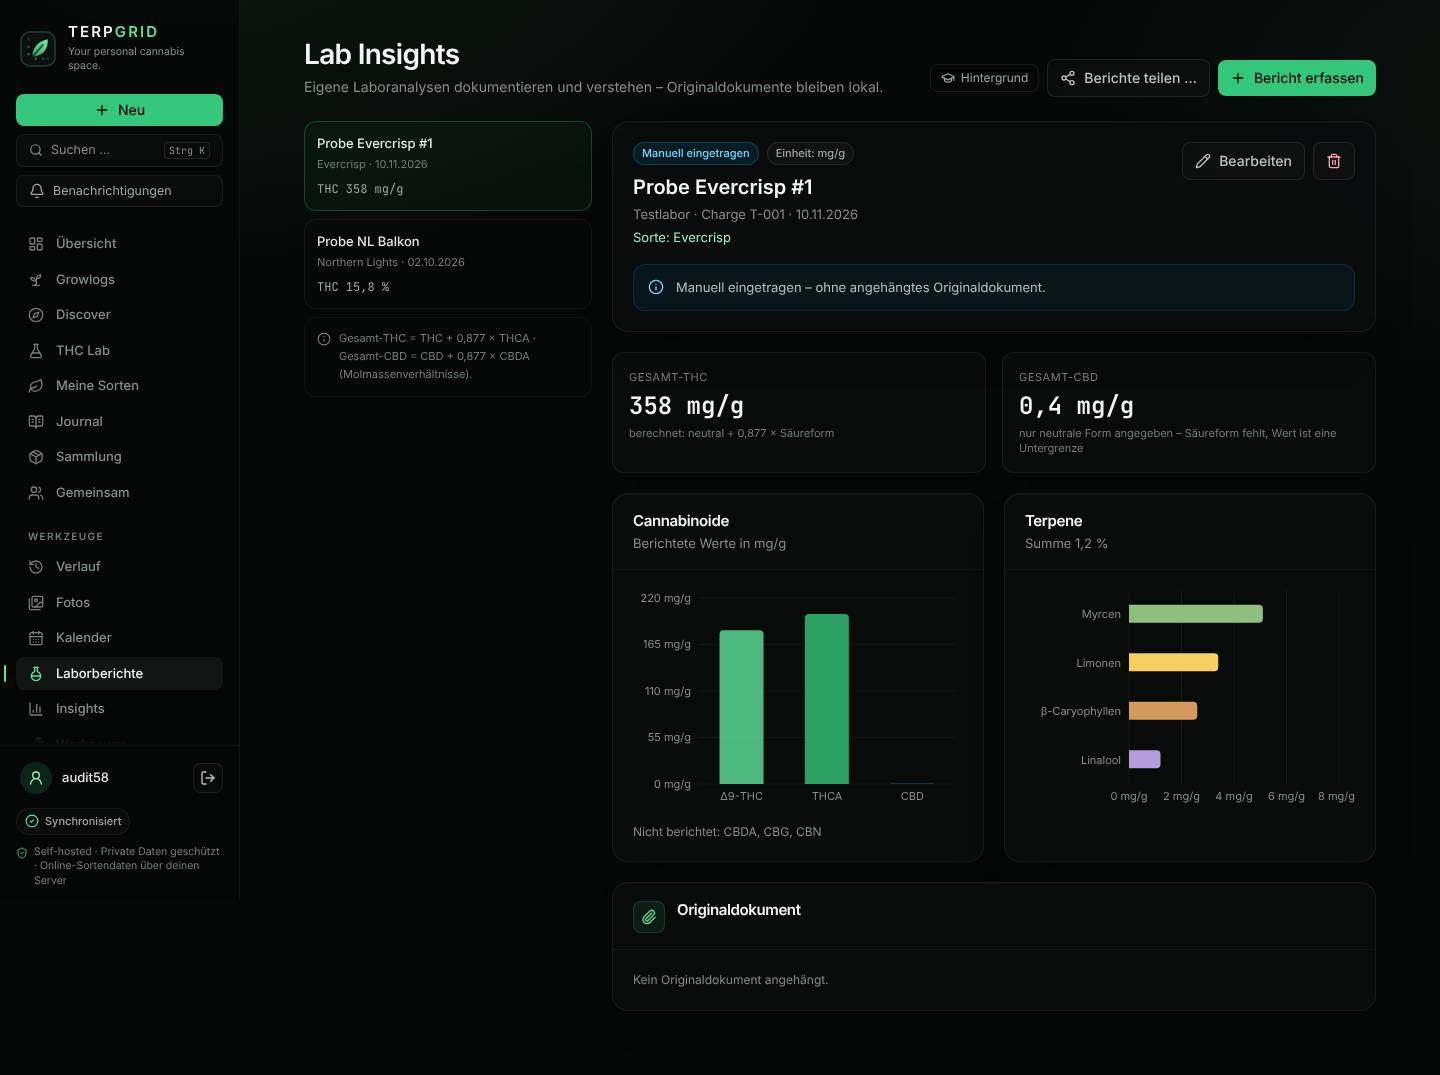 TERPGRID
Your personal cannabis
space.
Neu
Suchen ...
Strg K
Benachrichtigungen
Übersicht
Growlogs
Discover
THC Lab
Meine Sorten
Journal
Sammlung
Gemeinsam
WERKZEUGE
Verlauf
Fotos
Kalender
Laborberichte
Insights
audit58
Synchronisiert
Self-hosted · Private Daten geschützt
· Online-Sortendaten über deinen
Server
Lab Insights
Eigene Laboranalysen dokumentieren und verstehen – Originaldokumente bleiben lokal.
Hintergrund
Berichte teilen ...
Bericht erfassen
Probe Evercrisp #1
Evercrisp · 10.11.2026
THC 358 mg/g
Probe NL Balkon
Northern Lights · 02.10.2026
THC 15,8 %
Gesamt-THC = THC + 0,877 × THCA ·
Gesamt-CBD = CBD + 0,877 × CBDA
(Molmassenverhältnisse).
Manuell eingetragen
Einheit: mg/g
Bearbeiten
Probe Evercrisp #1
Testlabor · Charge T-001 · 10.11.2026
Sorte: Evercrisp
Manuell eingetragen – ohne angehängtes Originaldokument.
GESAMT-THC
358 mg/g
berechnet: neutral + 0,877 × Säureform
GESAMT-CBD
0,4 mg/g
nur neutrale Form angegeben – Säureform fehlt, Wert ist eine
Untergrenze
Cannabinoide
Berichtete Werte in mg/g
220 mg/g
165 mg/g
110 mg/g
55 mg/g
0 mg/g
Δ9-THC
THCA
CBD
Nicht berichtet: CBDA, CBG, CBN
Terpene
Summe 1,2 %
Myrcen
Limonen
β-Caryophyllen
Linalool
0 mg/g
2 mg/g
4 mg/g
6 mg/g
8 mg/g
Originaldokument
Kein Originaldokument angehängt.